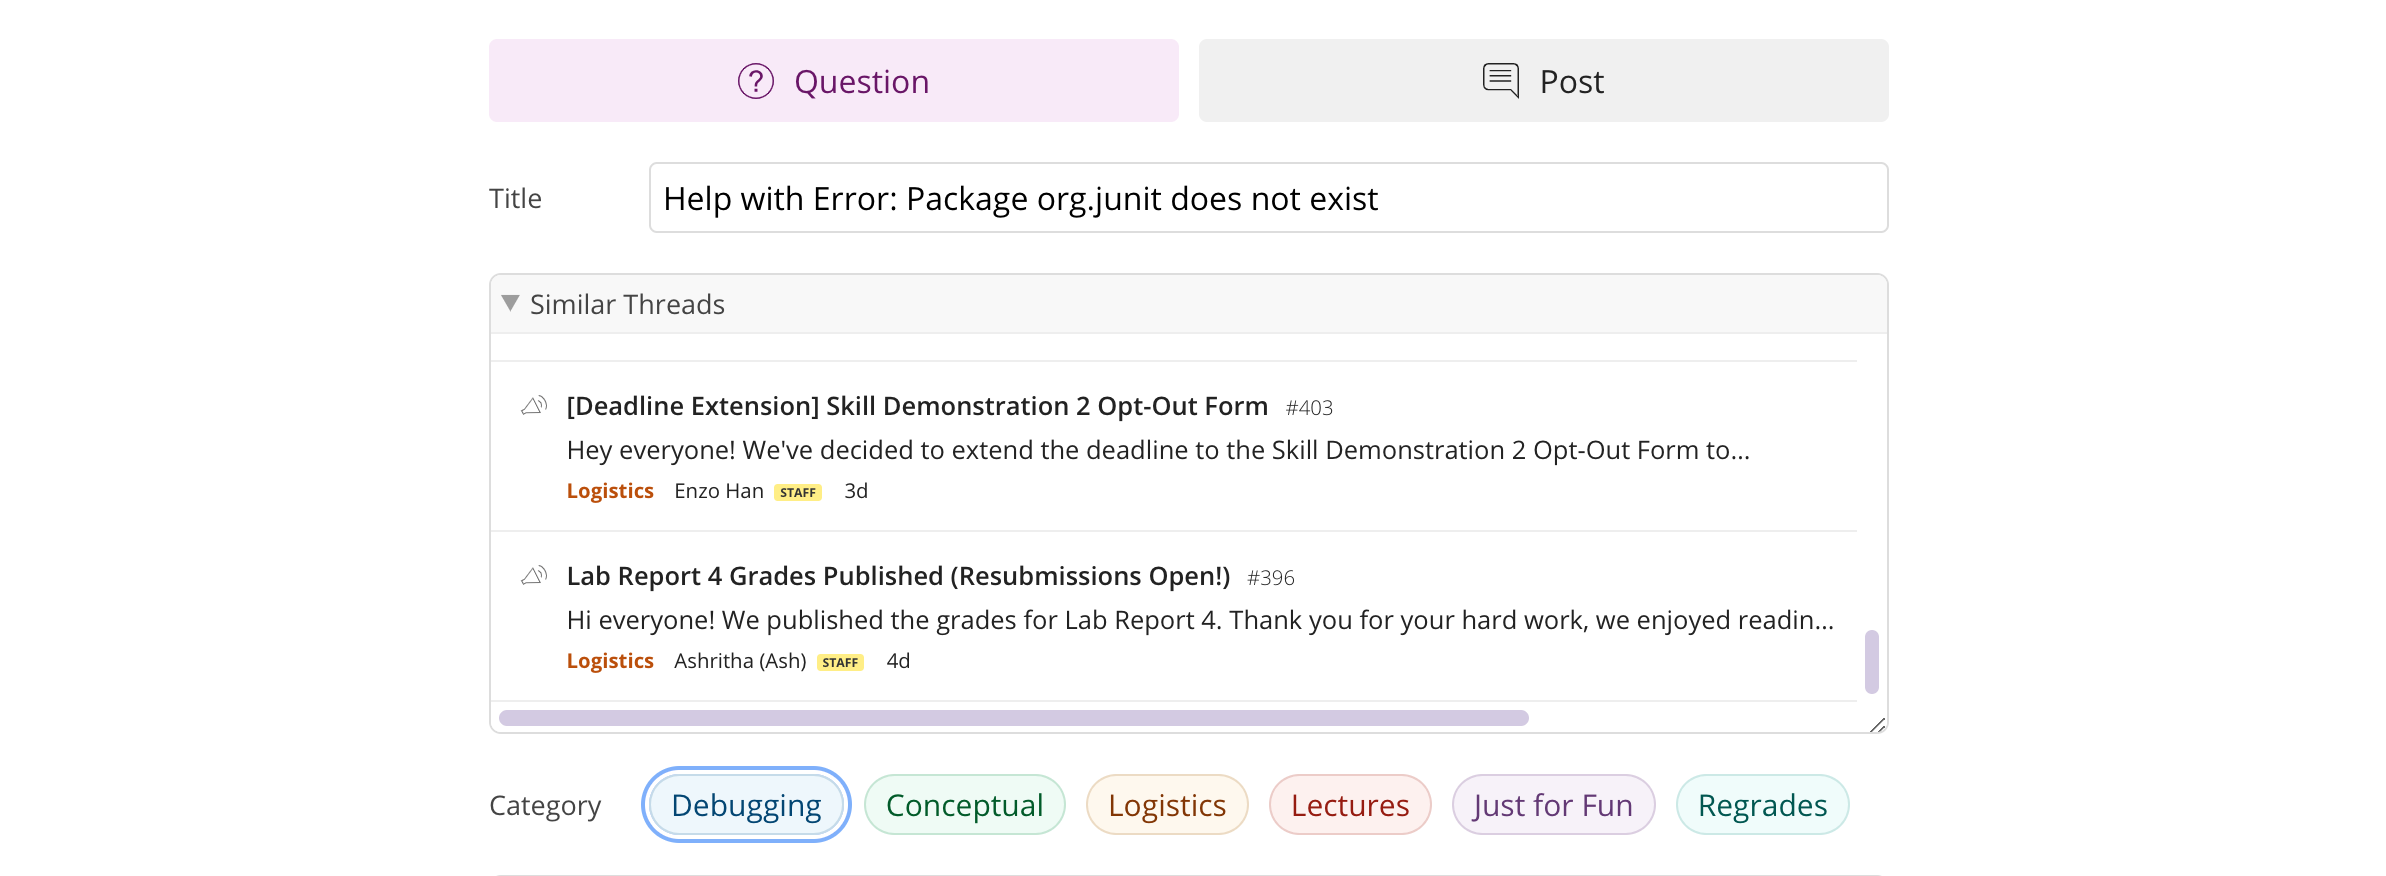 Question
Post
Title
Help with Error: Package org.junit does not exist
Similar Threads
[Deadline Extension] Skill Demonstration 2 Opt-Out Form #403
Hey everyone! We've decided to extend the deadline to the Skill Demonstration 2 Opt-Out Form to...
Logistics Enzo Han STAFF 3d
Lab Report 4 Grades Published (Resubmissions Open!) #396
Hi everyone! We published the grades for Lab Report 4. Thank you for your hard work, we enjoyed readin...
Logistics Ashritha (Ash) STAFF 4d
Category Debugging Conceptual Logistics Lectures Just for Fun Regrades